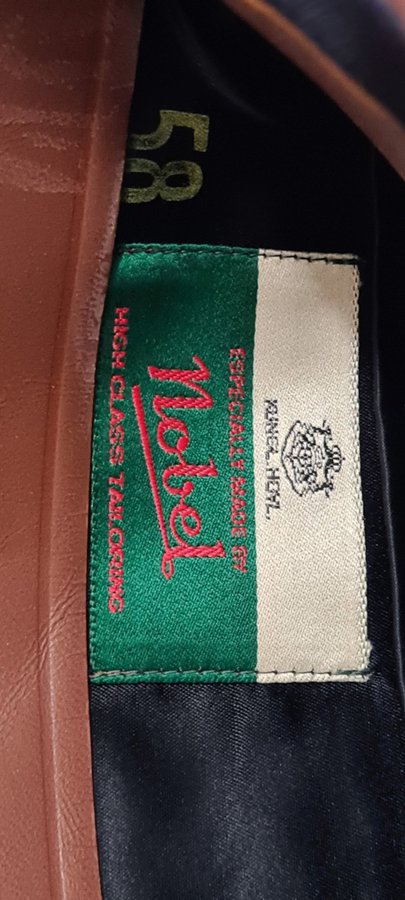 58
KUNGL. HOVL.
ESPECIALLY MADE BY
Nobel
HIGH CLASS TAILORING